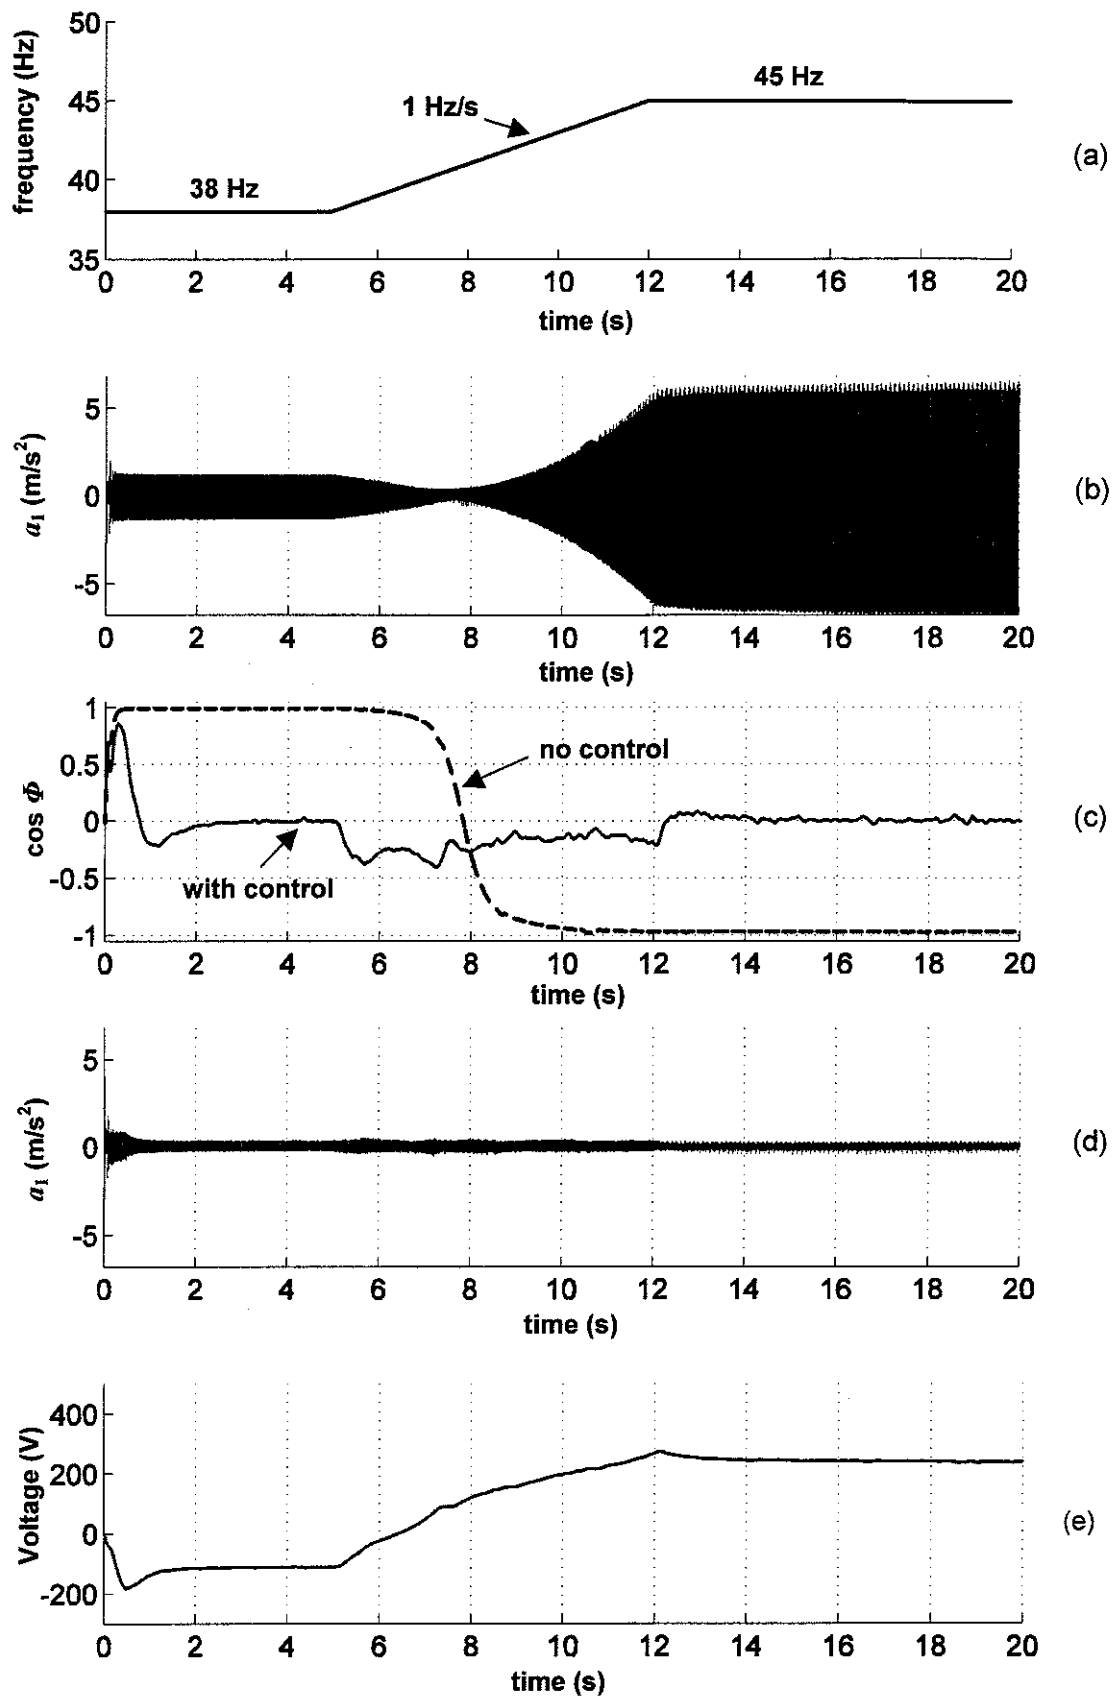 50
45
40
35
frequency (Hz)
1 Hz/s
45 Hz
38 Hz
(a)
0 2 4 6 8 10 12 14 16 18 20
time (s)
5
0
-5
a1 (m/s²)
(b)
0 2 4 6 8 10 12 14 16 18 20
time (s)
1
0.5
0
-0.5
-1
cos Φ
no control
with control
(c)
0 2 4 6 8 10 12 14 16 18 20
time (s)
5
0
-5
a1 (m/s²)
(d)
0 2 4 6 8 10 12 14 16 18 20
time (s)
400
200
0
-200
Voltage (V)
(e)
0 2 4 6 8 10 12 14 16 18 20
time (s)